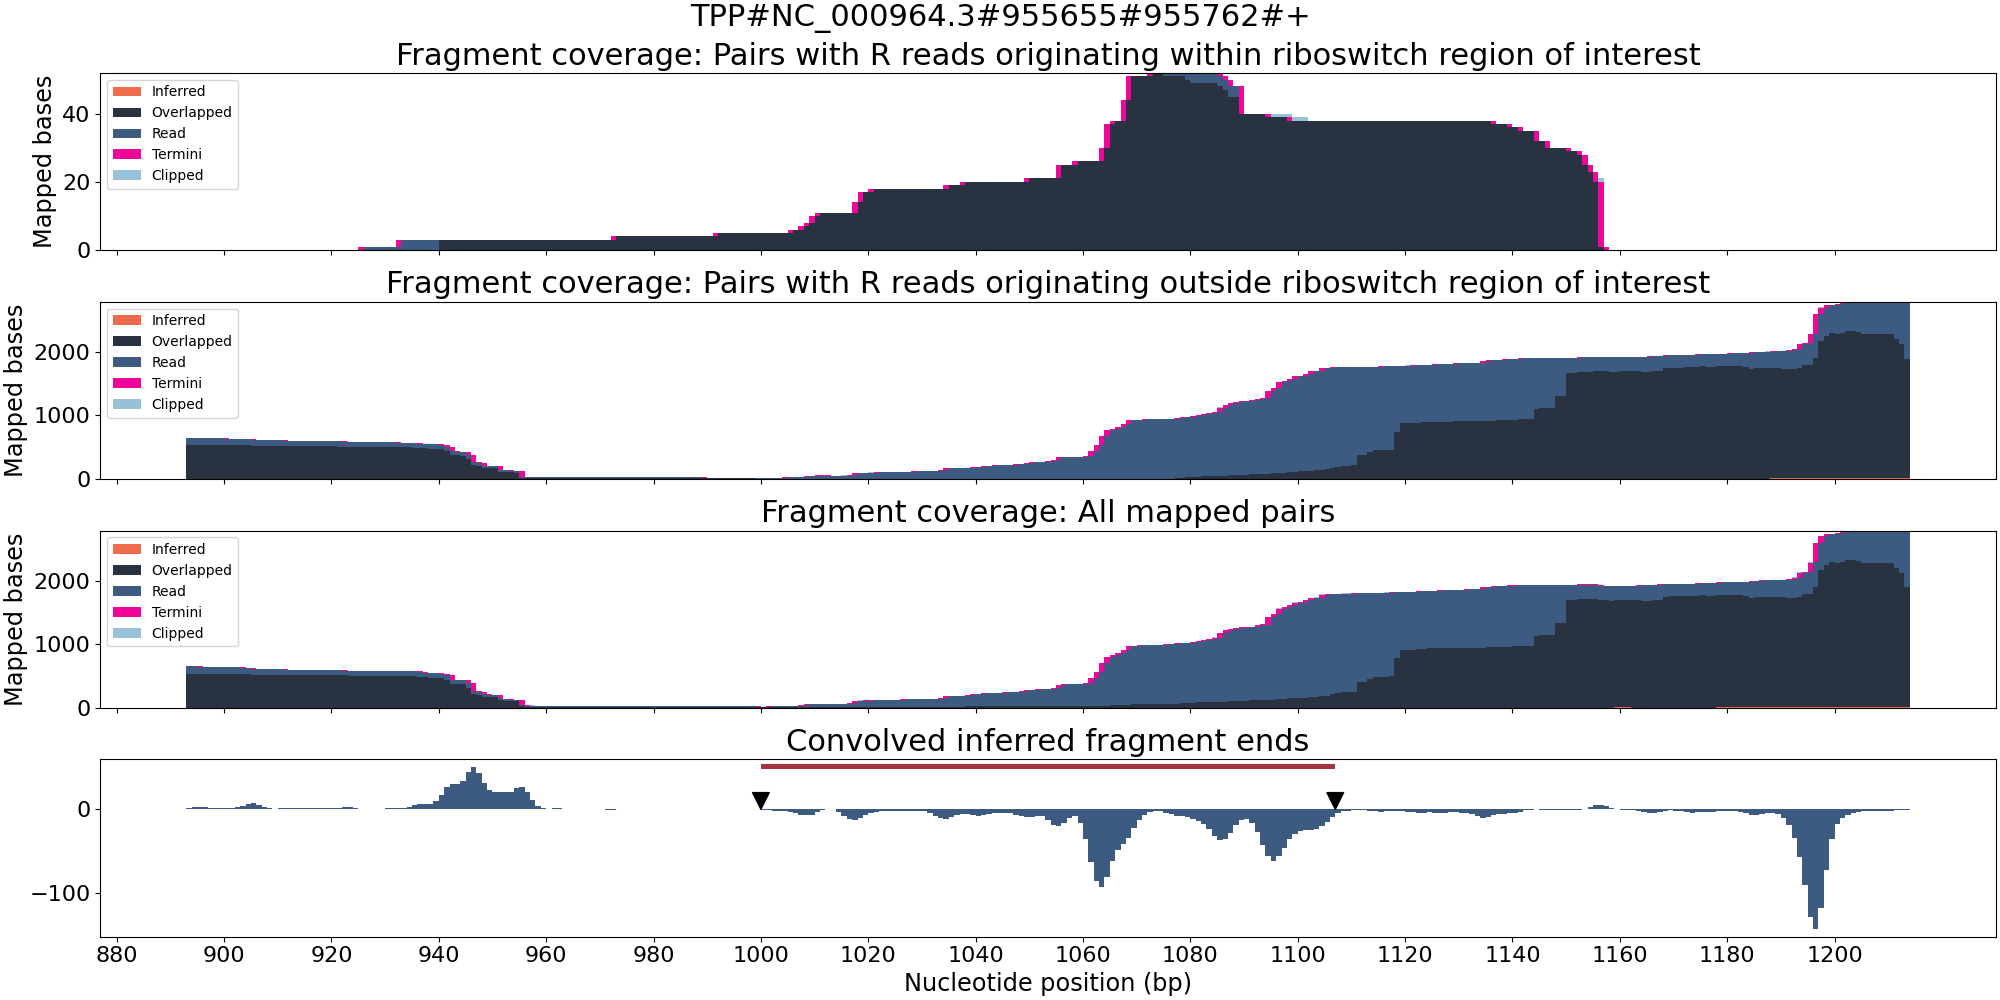 TPP#NC_000964.3#955655#955762#+
Fragment coverage: Pairs with R reads originating within riboswitch region of interest
Mapped bases
40
20
0
Inferred
Overlapped
Read
Termini
Clipped
Fragment coverage: Pairs with R reads originating outside riboswitch region of interest
Mapped bases
2000
1000
0
Inferred
Overlapped
Read
Termini
Clipped
Fragment coverage: All mapped pairs
Mapped bases
2000
1000
0
Inferred
Overlapped
Read
Termini
Clipped
Convolved inferred fragment ends
0
−100
880 900 920 940 960 980 1000 1020 1040 1060 1080 1100 1120 1140 1160 1180 1200
Nucleotide position (bp)